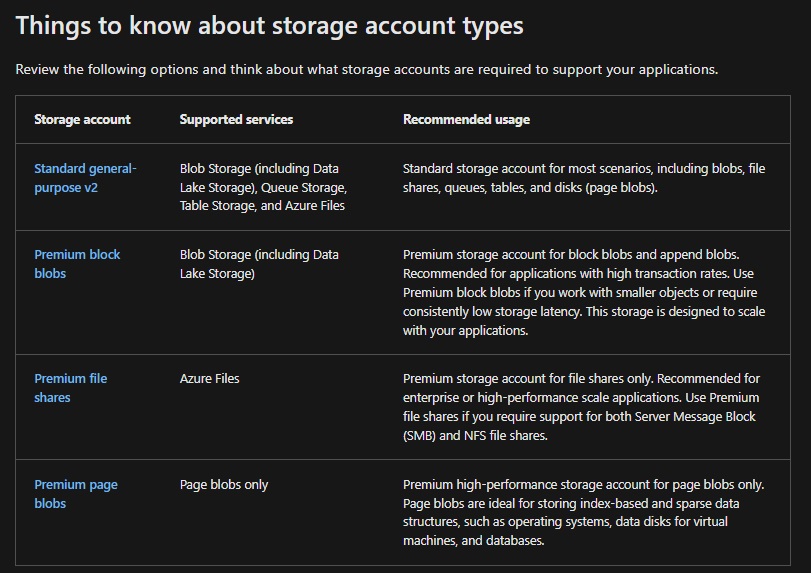 Things to know about storage account types
Review the following options and think about what storage accounts are required to support your applications.
Storage account
Supported services
Recommended usage
Standard general-
purpose v2
Blob Storage (including Data
Lake Storage), Queue Storage,
Table Storage, and Azure Files
Standard storage account for most scenarios, including blobs, file
shares, queues, tables, and disks (page blobs).
Premium block
blobs
Blob Storage (including Data
Lake Storage)
Premium storage account for block blobs and append blobs.
Recommended for applications with high transaction rates. Use
Premium block blobs if you work with smaller objects or require
consistently low storage latency. This storage is designed to scale
with your applications.
Premium file
shares
Azure Files
Premium storage account for file shares only. Recommended for
enterprise or high-performance scale applications. Use Premium
file shares if you require support for both Server Message Block
(SMB) and NFS file shares.
Premium page
blobs
Page blobs only
Premium high-performance storage account for page blobs only.
Page blobs are ideal for storing index-based and sparse data
structures, such as operating systems, data disks for virtual
machines, and databases.